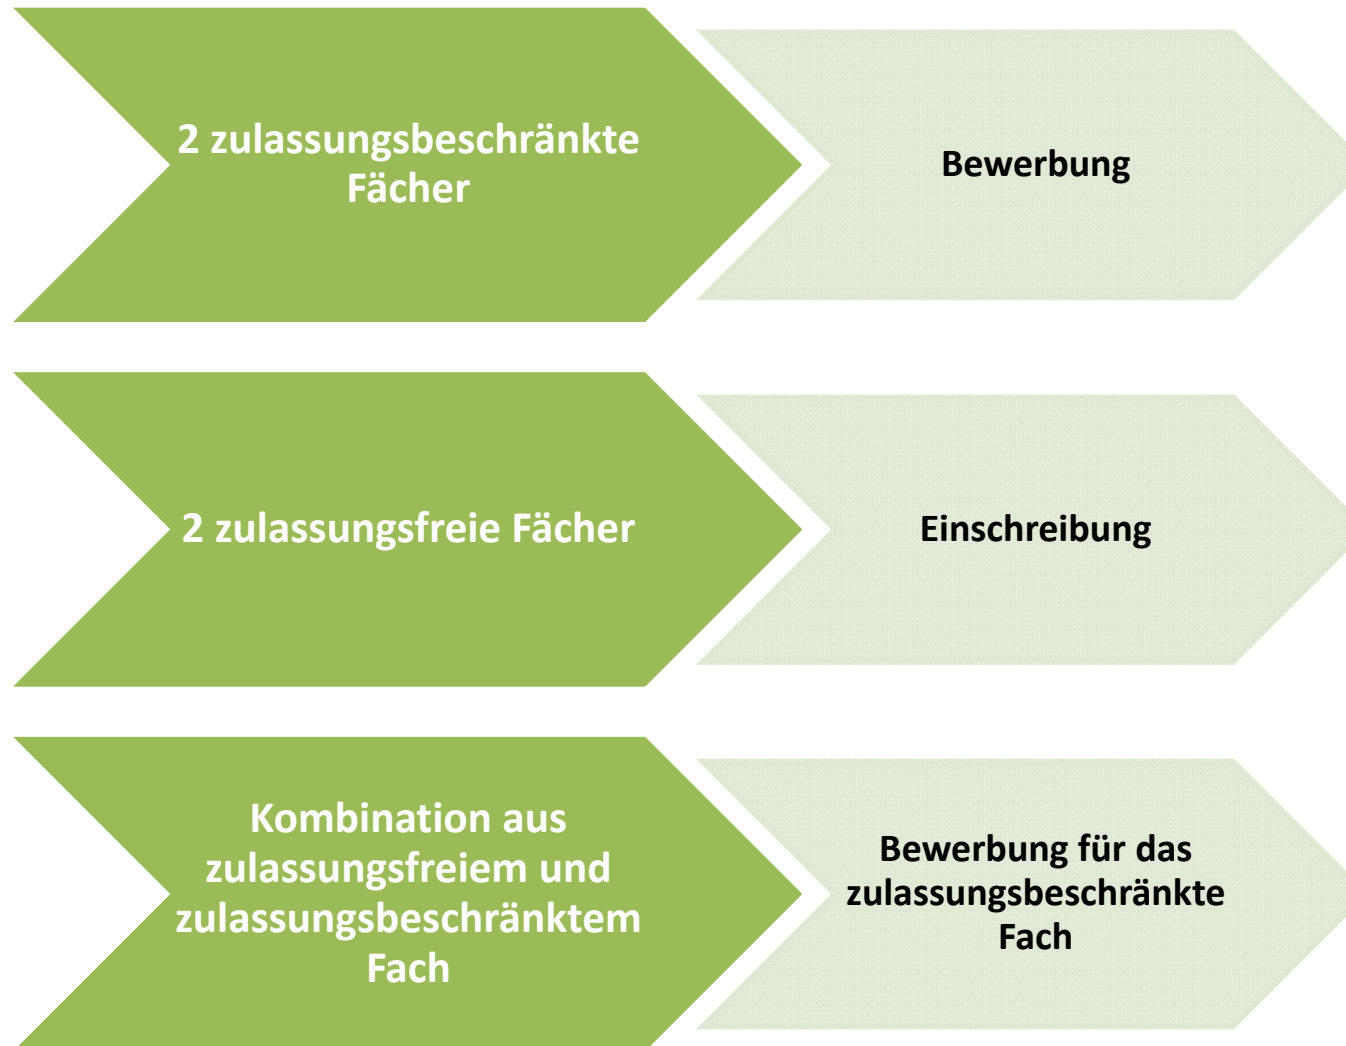 2 zulassungsbeschränkte
Fächer
Bewerbung
2 zulassungsfreie Fächer
Einschreibung
Kombination aus
zulassungsfreiem und
zulassungsbeschränktem
Fach
Bewerbung für das
zulassungsbeschränkte
Fach